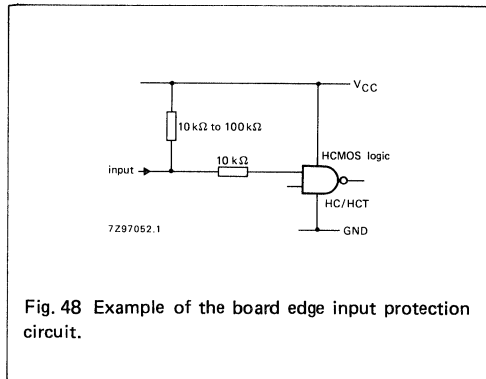 VCC
10 kΩ to 100 kΩ
HCMOS logic
10 kΩ
input
HC/HCT
7Z97052.1
GND
Fig. 48 Example of the board edge input protection
circuit.